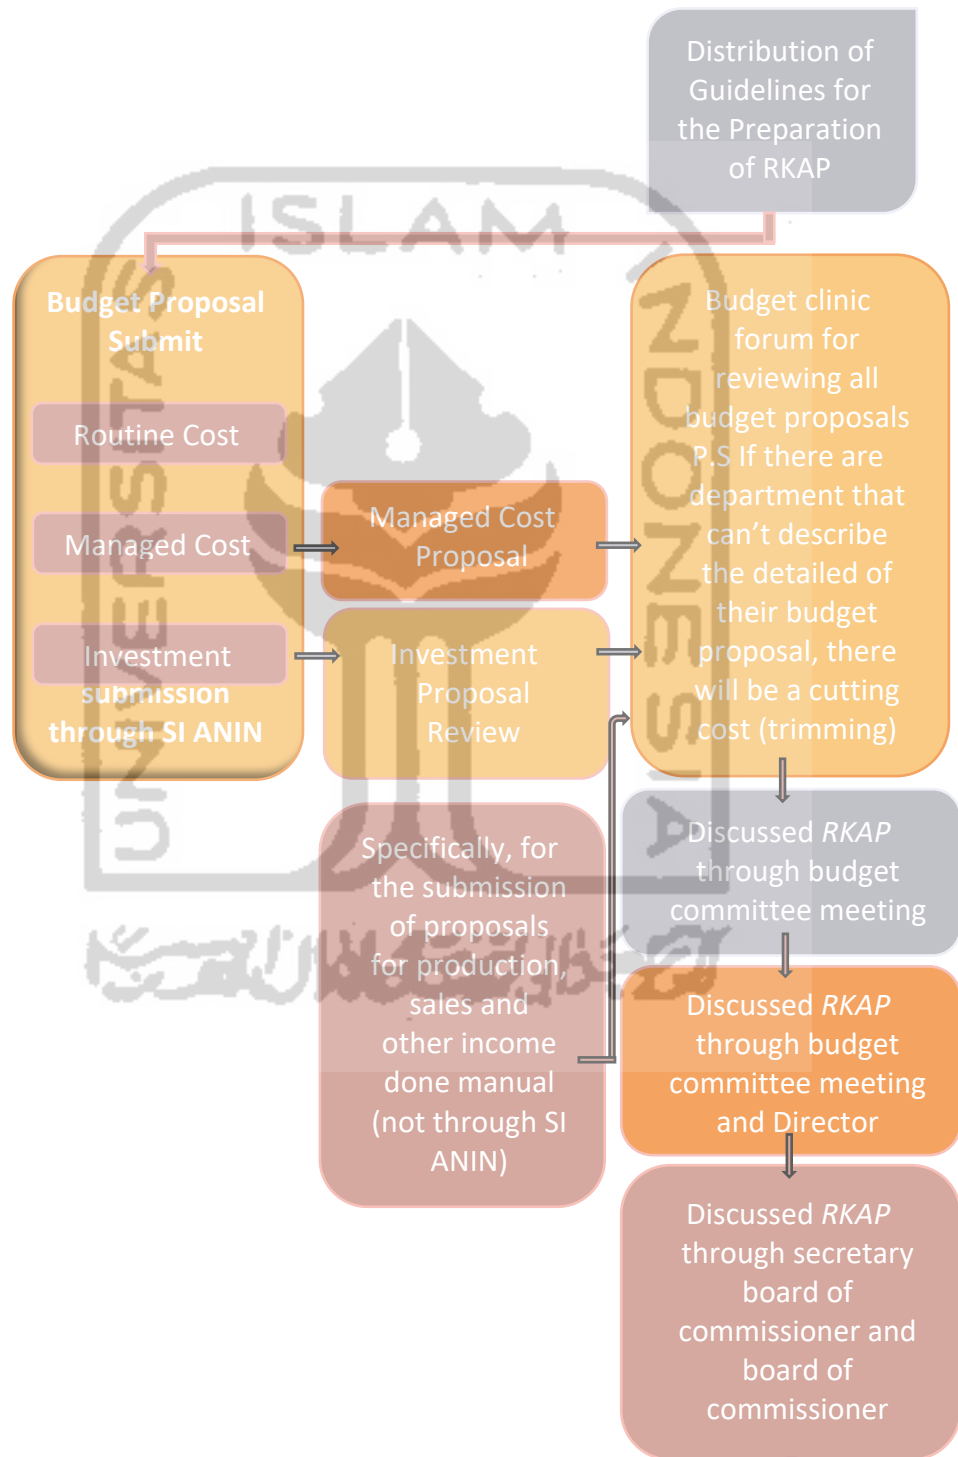 Distribution of
Guidelines for
the Preparation
of RKAP
Budget Proposal
Submit
Routine Cost
Managed Cost
Investment
submission
through SI ANIN
Managed Cost
Proposal
Investment
Proposal
Review
Specifically, for
the submission
of proposals
for production,
sales and
other income
done manual
(not through SI
ANIN)
Budget clinic
forum for
reviewing all
budget proposals
P.S If there are
department that
can't describe
the detailed of
their budget
proposal, there
will be a cutting
cost (trimming)
Discussed RKAP
through budget
committee meeting
Discussed RKAP
through budget
committee meeting
and Director
Discussed RKAP
through secretary
board of
commissioner and
board of
commissioner
UNIVERSITAS
ISLAM
INDONESIA